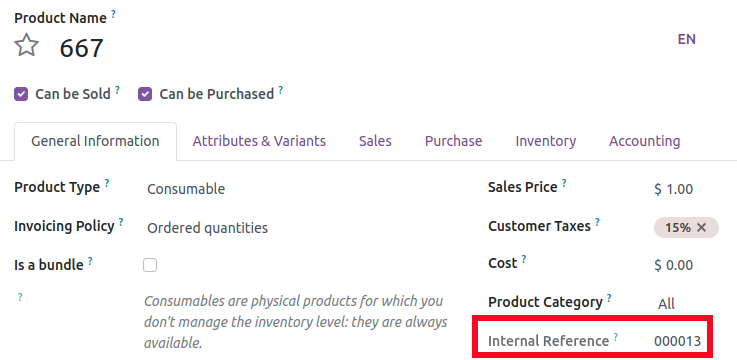 Product Name ?
667
EN
Can be Sold ? Can be Purchased ?
General Information Attributes & Variants Sales Purchase Inventory Accounting
Product Type ? Consumable
Sales Price ? $ 1.00
Invoicing Policy ? Ordered quantities
Customer Taxes ? 15% ✕
Is a bundle ?
Cost ? $ 0.00
? Consumables are physical products for which you
don't manage the inventory level: they are always
available.
Product Category ? All
Internal Reference ? 000013